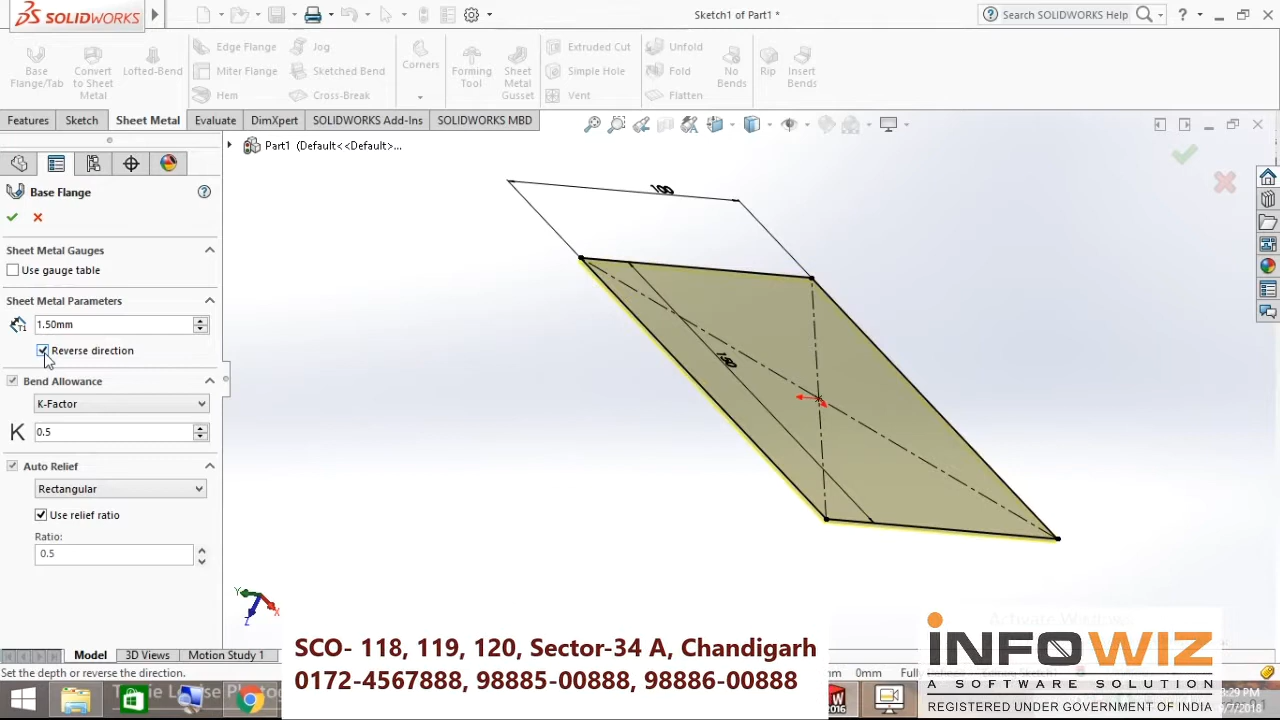 SOLIDWORKS
Sketch1 of Part1 *
Search SOLIDWORKS Help
Base Flange/Tab
Convert to Sheet Metal
Lofted-Bend
Edge Flange
Miter Flange
Hem
Jog
Sketched Bend
Cross-Break
Corners
Forming Tool
Sheet Metal Gusset
Extruded Cut
Simple Hole
Vent
Unfold
Fold
Flatten
No Bends
Rip
Insert Bends
Features
Sketch
Sheet Metal
Evaluate
DimXpert
SOLIDWORKS Add-Ins
SOLIDWORKS MBD
Part1 (Default<<Default>...
Base Flange
Sheet Metal Gauges
Use gauge table
Sheet Metal Parameters
T1
1.50mm
Reverse direction
Bend Allowance
K-Factor
K
0.5
Auto Relief
Rectangular
Use relief ratio
Ratio:
0.5
100
150
Y
X
Z
Activate Windows
Model
3D Views
Motion Study 1
Set the depth or reverse the direction.
0mm
SCO- 118, 119, 120, Sector-34 A, Chandigarh
0172-4567888, 98885-00888, 98886-00888
iNFOWIZ
A SOFTWARE SOLUTION
REGISTERED UNDER GOVERNMENT OF INDIA
2016